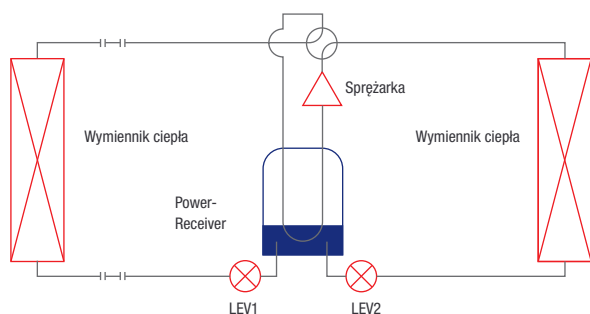 Sprężarka
Wymiennik ciepła
Wymiennik ciepła
Power-
Receiver
LEV1
LEV2